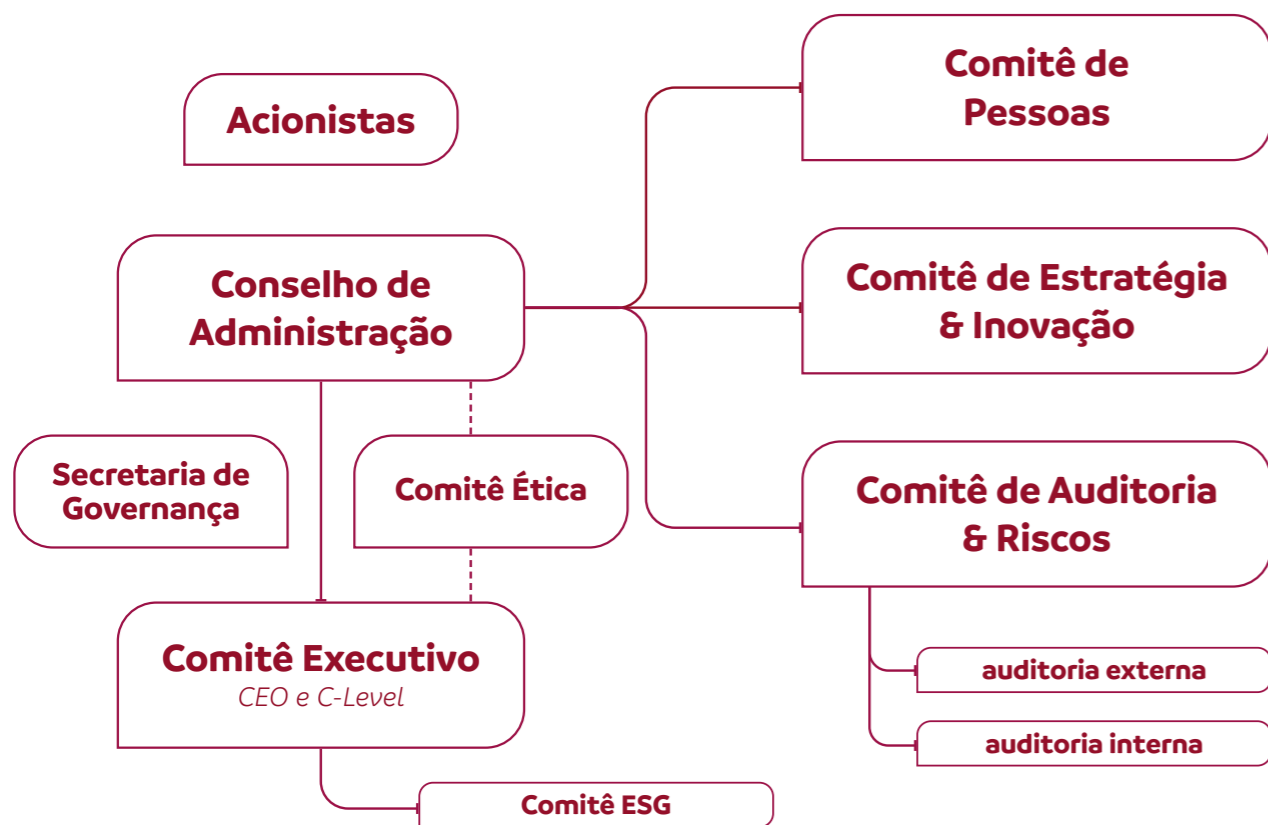 Acionistas
Conselho de
Administração
Secretaria de
Governança
Comitê Ética
Comitê Executivo
CEO e C-Level
Comitê ESG
Comitê de
Pessoas
Comitê de Estratégia
& Inovação
Comitê de Auditoria
& Riscos
auditoria externa
auditoria interna